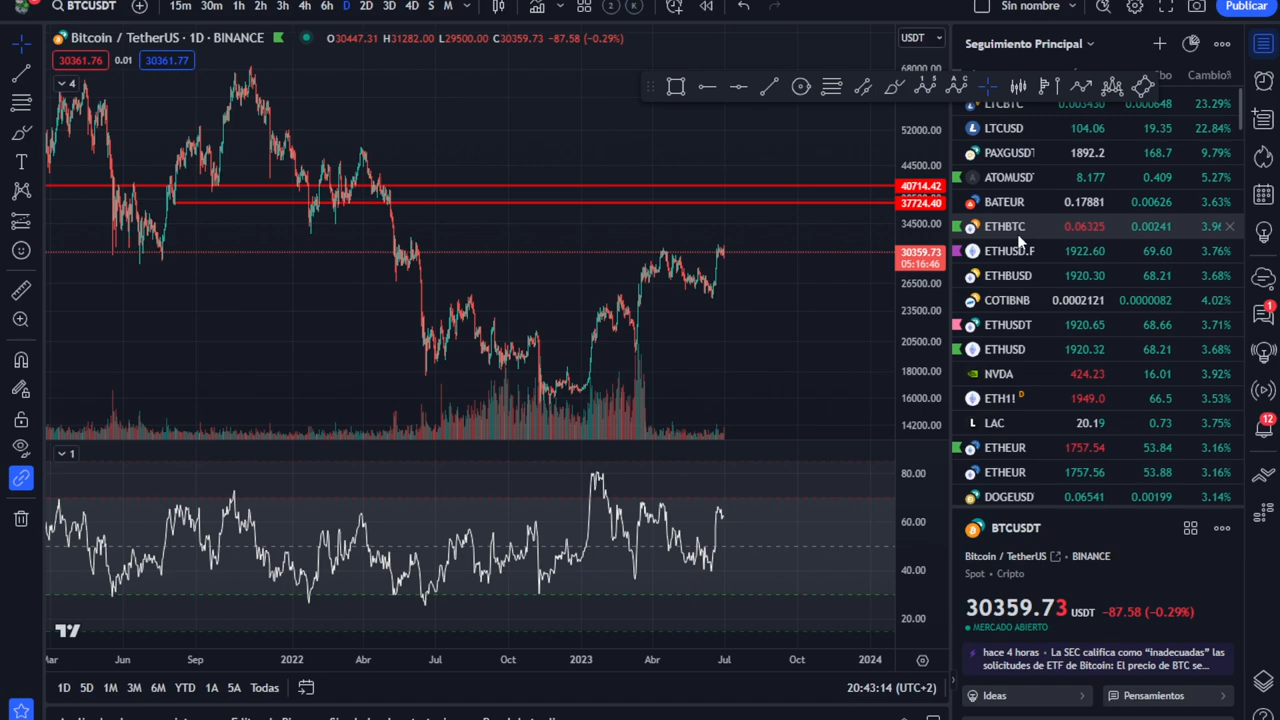 BTCUSDT 15m 30m 1h 2h 3h 4h 6h D 2D 3D 4D S M 2 K Sin nombre Publicar
Bitcoin / TetherUS · 1D · BINANCE O30447.31 H31282.00 L29500.00 C30359.73 −87.58 (−0.29%)
USDT
30361.76 0.01 30361.77
4
68000.00
52000.00
44500.00
40714.42
37724.40
34500.00
30359.73
05:16:46
26500.00
23500.00
20500.00
18000.00
16000.00
14200.00
1
80.00
60.00
40.00
20.00
Mar Jun Sep 2022 Abr Jul Oct 2023 Abr Jul Oct 2024
1D 5D 1M 3M 6M YTD 1A 5A Todas 20:43:14 (UTC+2)
Seguimiento Principal
Cambio%
LTCBTC 0.003430 0.000648 23.29%
LTCUSD 104.06 19.35 22.84%
PAXGUSDT 1892.2 168.7 9.79%
ATOMUSD 8.177 0.409 5.27%
BATEUR 0.17881 0.00626 3.63%
ETHBTC 0.06325 0.00241 3.96
ETHUSD.P 1922.60 69.60 3.76%
ETHBUSD 1920.30 68.21 3.68%
COTIBNB 0.0002121 0.0000082 4.02%
ETHUSDT 1920.65 68.66 3.71%
ETHUSD 1920.32 68.21 3.68%
NVDA 424.23 16.01 3.92%
ETH1! D 1949.0 66.5 3.53%
L LAC 20.19 0.73 3.75%
ETHEUR 1757.54 53.84 3.16%
ETHEUR 1757.56 53.88 3.16%
DOGEUSD 0.06541 0.00199 3.14%
BTCUSDT
Bitcoin / TetherUS • BINANCE
Spot • Cripto
30359.73 USDT −87.58 (−0.29%)
MERCADO ABIERTO
hace 4 horas • La SEC califica como "inadecuadas" las
solicitudes de ETF de Bitcoin: El precio de BTC se...
Ideas Pensamientos
1
12